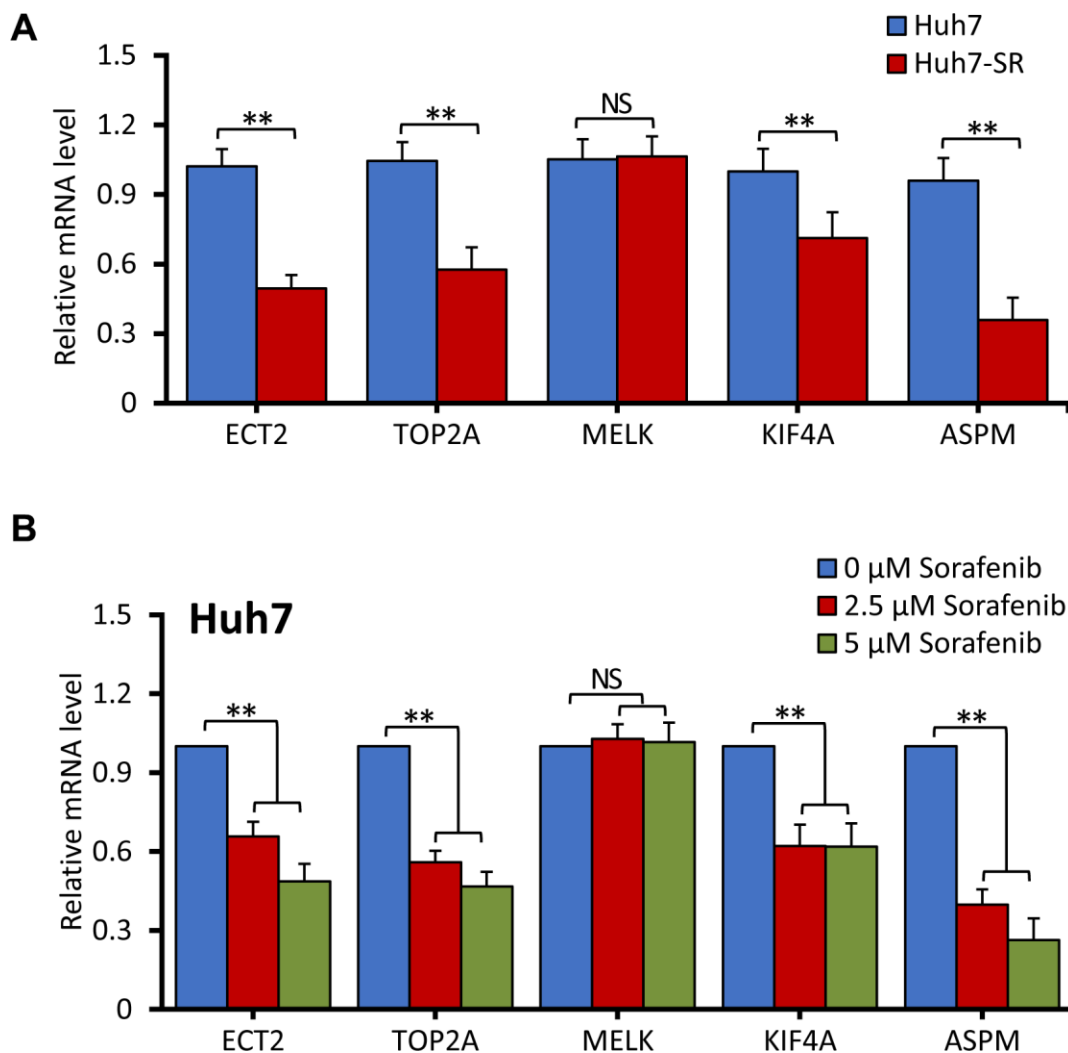 A
Huh7
Huh7-SR
Relative mRNA level
1.5
1.2
0.9
0.6
0.3
0
**
**
NS
**
**
ECT2 TOP2A MELK KIF4A ASPM
B
Huh7
0 µM Sorafenib
2.5 µM Sorafenib
5 µM Sorafenib
Relative mRNA level
1.5
1.2
0.9
0.6
0.3
0
**
**
NS
**
**
ECT2 TOP2A MELK KIF4A ASPM